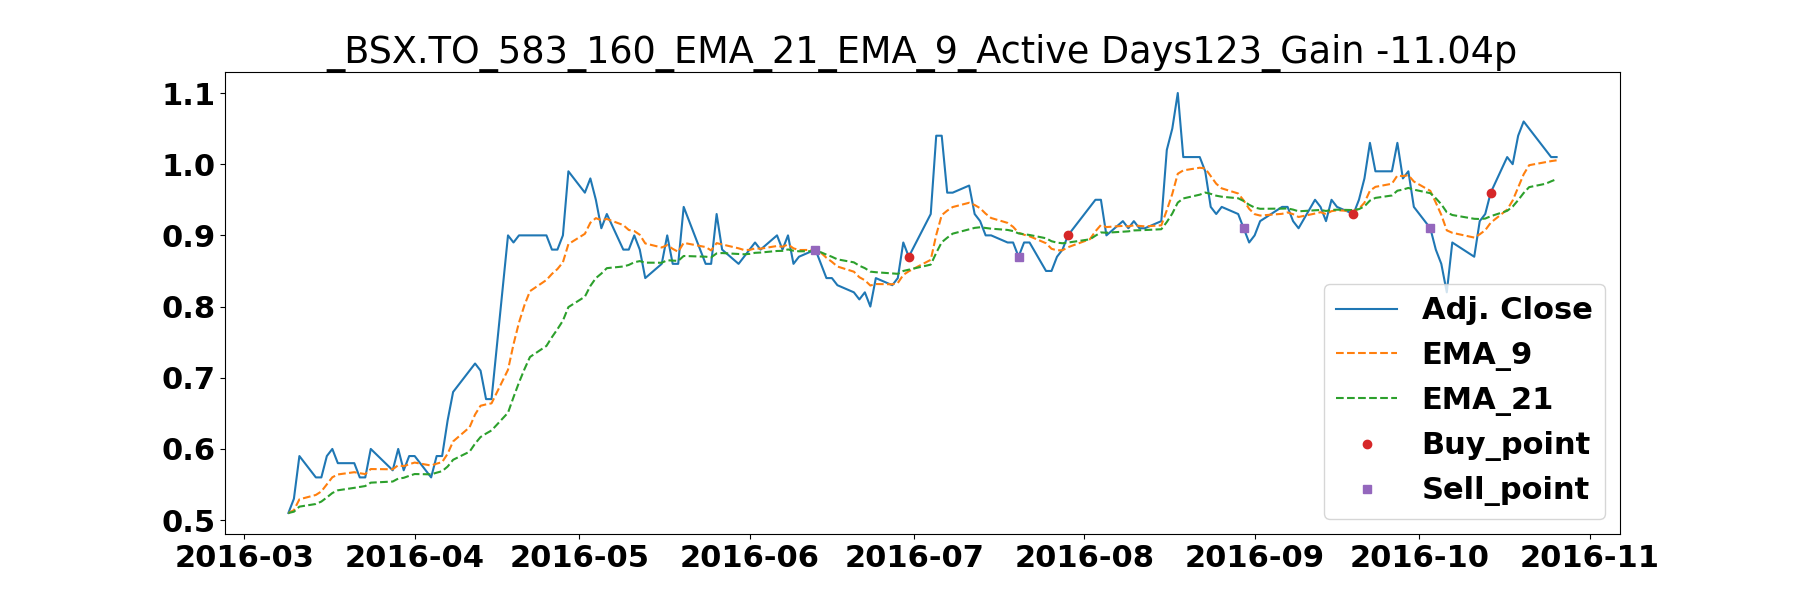 _BSX.TO_583_160_EMA_21_EMA_9_Active Days123_Gain -11.04p
1.1
1.0
0.9
0.8
0.7
0.6
0.5
Adj. Close
EMA_9
EMA_21
Buy_point
Sell_point
2016-03 2016-04 2016-05 2016-06 2016-07 2016-08 2016-09 2016-10 2016-11